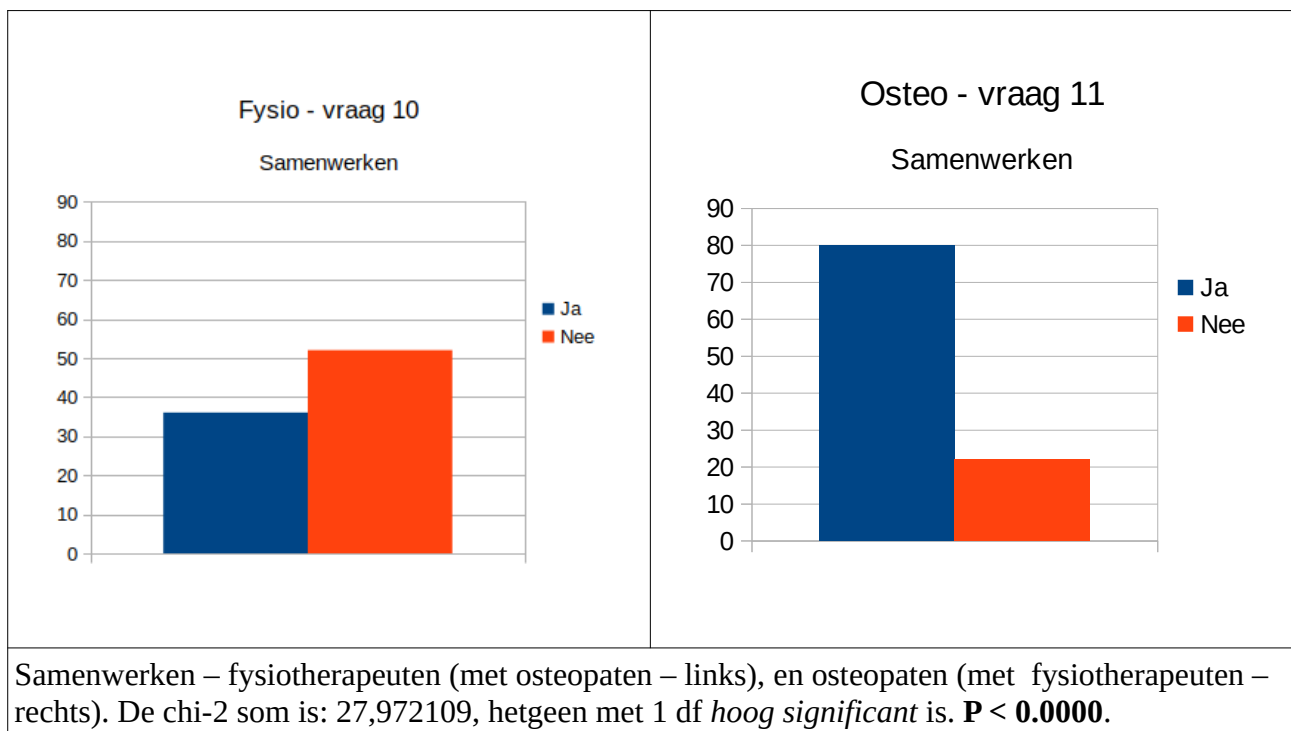 Fysio - vraag 10
Samenwerken
90
80
70
60
50
40
30
20
10
0
Ja
Nee
Osteo - vraag 11
Samenwerken
90
80
70
60
50
40
30
20
10
0
Ja
Nee
Samenwerken – fysiotherapeuten (met osteopaten – links), en osteopaten (met fysiotherapeuten –
rechts). De chi-2 som is: 27,972109, hetgeen met 1 df hoog significant is. P < 0.0000.